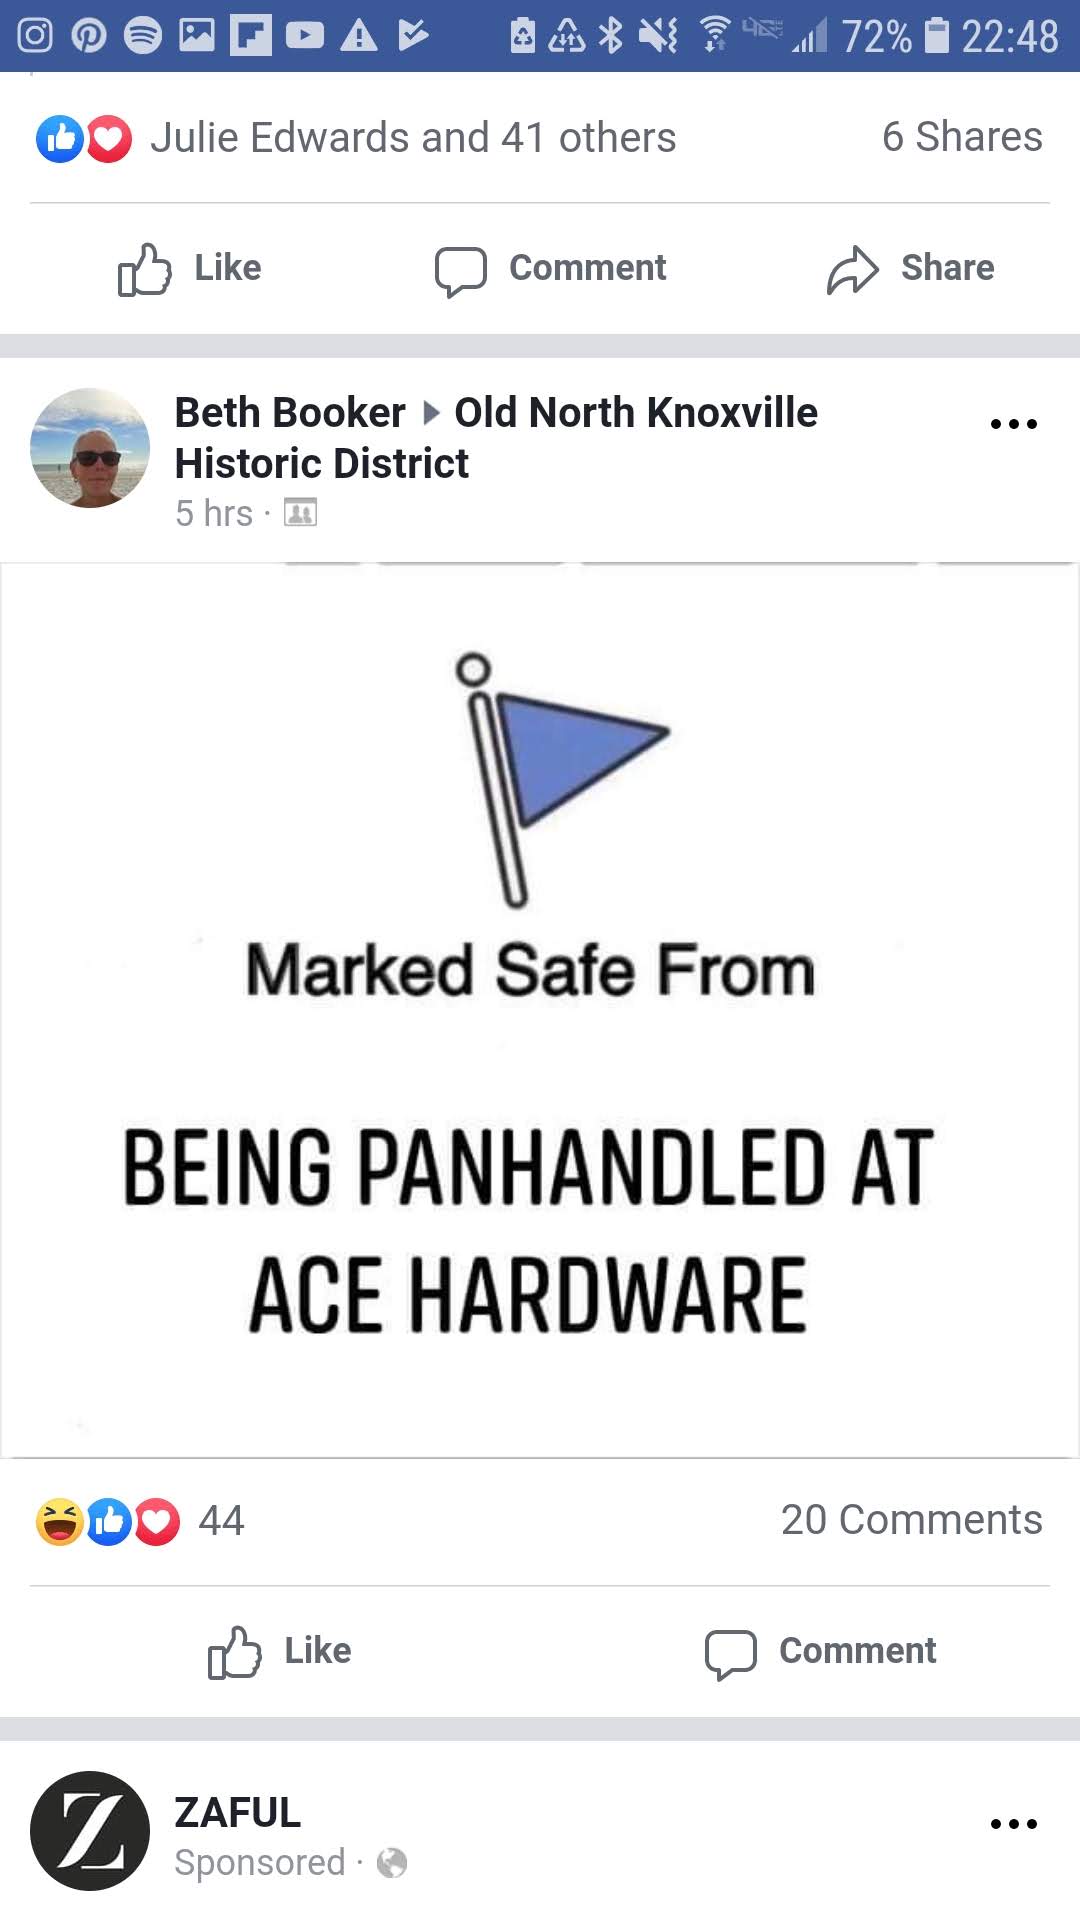 72% 22:48
Julie Edwards and 41 others 6 Shares
Like Comment Share
Beth Booker ▸ Old North Knoxville
Historic District
5 hrs ·
Marked Safe From
BEING PANHANDLED AT
ACE HARDWARE
44 20 Comments
Like Comment
ZAFUL
Sponsored ·